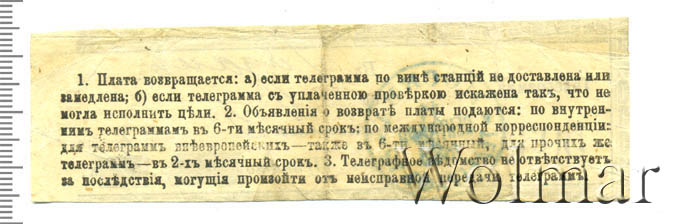 1. Плата возвращается: а) если телеграмма по винѣ станцій не доставлена или
замедлена; б) если телеграмма съ уплаченною провѣркою искажена такъ, что не
могла исполнить цѣли. 2. Объявленія о возвратѣ платы подаются: по внутрен-
нимъ телеграммамъ въ 6-ти мѣсячный срокъ; по международной корреспонденціи:
для телеграмм внѣевропейскихъ—также въ 6-ти мѣсячный, для прочихъ же
телеграммъ—въ 2-хъ мѣсячный срокъ. 3. Телеграфное вѣдомство не отвѣтствуетъ
за послѣдствія, могущія произойти отъ неисправной передачи телеграммъ.
Wolmar